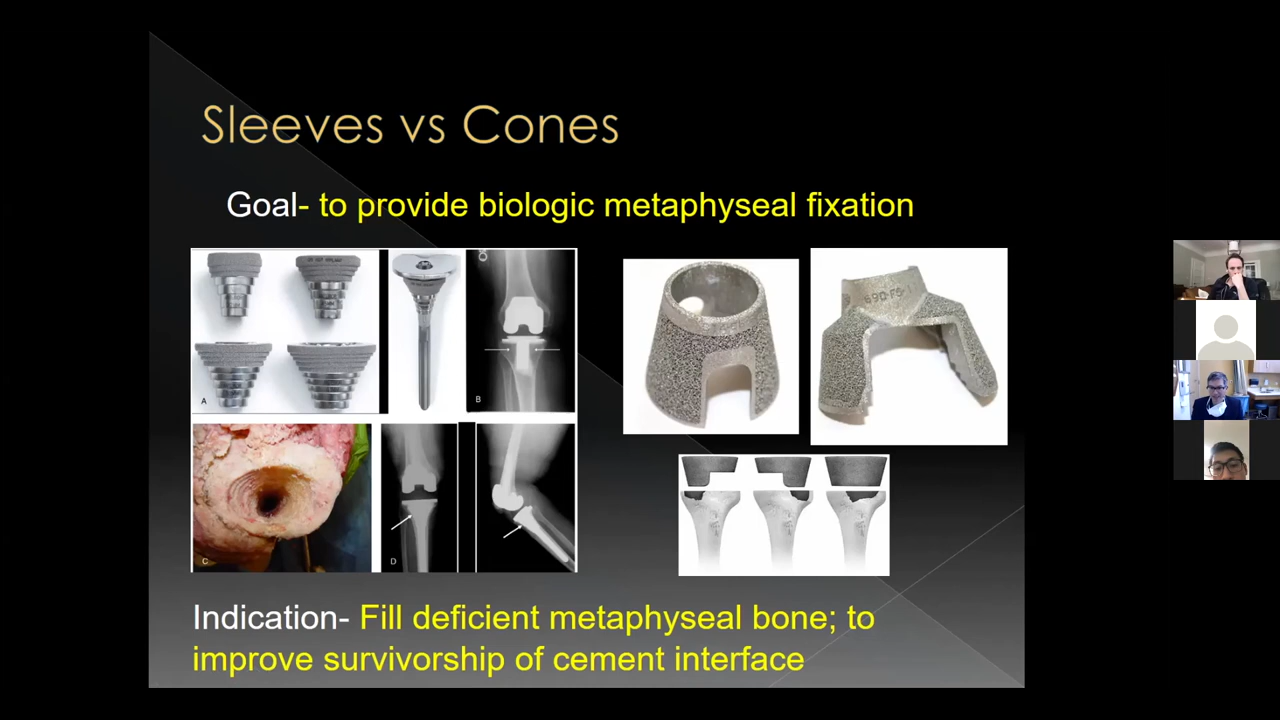 Sleeves vs Cones
Goal- to provide biologic metaphyseal fixation
A
B
C
D
Indication- Fill deficient metaphyseal bone; to
improve survivorship of cement interface